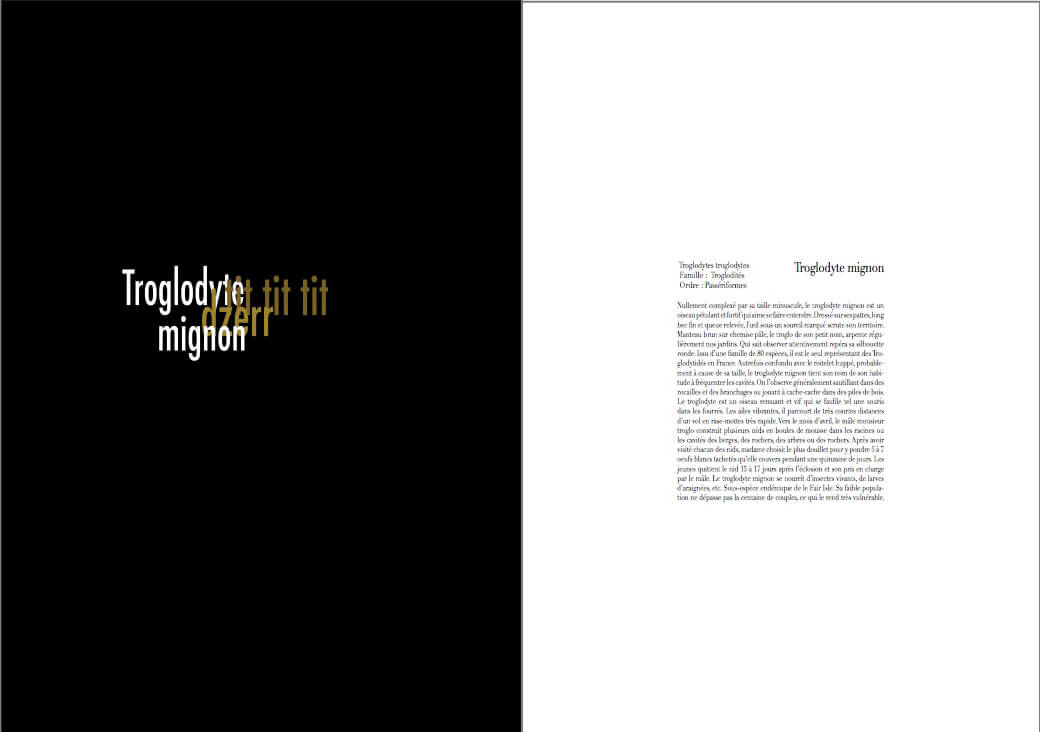 Troglodyte
tit tit tit
dzerr
mignon
Troglodytes troglodytes
Famille : Troglodités
Ordre : Passériformes
Troglodyte mignon
Nullement complexé par sa taille minuscule, le troglodyte mignon est un
oiseau pétulant et furtif qui aime se faire entendre. Dressé sur ses pattes, long
bec fin et queue relevée, l'œil sous un sourcil marqué scrute son territoire.
Manteau brun sur chemise pâle, le troglo de son petit nom, arpente régu-
lièrement nos jardins. Qui sait observer attentivement repéra sa silhouette
ronde. Issu d'une famille de 80 espèces, il est le seul représentant des Tro-
glodytidés en France. Autrefois confondu avec le roitelet huppé, probable-
ment à cause de sa taille, le troglodyte mignon tient son nom de son habi-
tude à fréquenter les cavités. On l'observe généralement sautillant dans des
rocailles et des branchages ou jouant à cache-cache dans des piles de bois.
Le troglodyte est un oiseau remuant et vif qui se faufile tel une souris
dans les fourrés. Les ailes vibrantes, il parcourt de très courtes distances
d'un vol en rase-mottes très rapide. Vers le mois d'avril, le mâle monsieur
troglo construit plusieurs nids en boules de mousse dans les racines ou
les cavités des berges, des rochers, des arbres ou des rochers. Après avoir
visité chacun des nids, madame choisit le plus douillet pour y pondre 5 à 7
oeufs blancs tachetés qu'elle couvera pendant une quinzaine de jours. Les
jeunes quittent le nid 15 à 17 jours après l'éclosion et son pris en charge
par le mâle. Le troglodyte mignon se nourrit d'insectes vivants, de larves
d'araignées, etc. Sous-espèce endémique de le Fair Isle. Sa faible popula-
tion ne dépasse pas la centaine de couples, ce qui le rend très vulnérable.